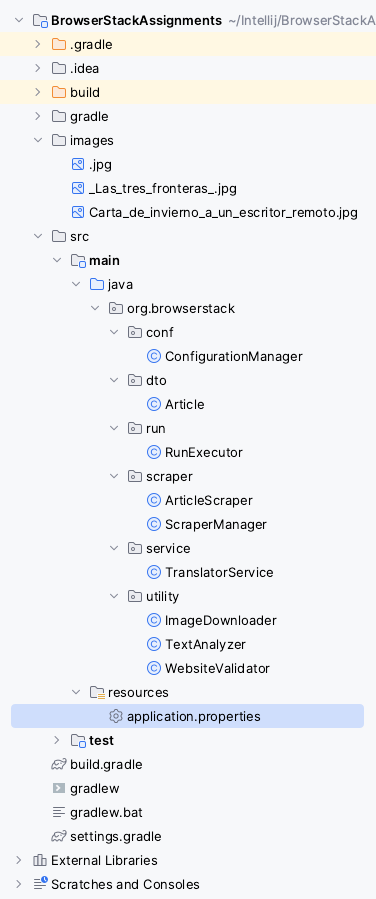 BrowserStackAssignments ~/Intellij/BrowserStackA
.gradle
.idea
build
gradle
images
.jpg
_Las_tres_fronteras_.jpg
Carta_de_invierno_a_un_escritor_remoto.jpg
src
main
java
org.browserstack
conf
ConfigurationManager
dto
Article
run
RunExecutor
scraper
ArticleScraper
ScraperManager
service
TranslatorService
utility
ImageDownloader
TextAnalyzer
WebsiteValidator
resources
application.properties
test
build.gradle
gradlew
gradlew.bat
settings.gradle
External Libraries
Scratches and Consoles